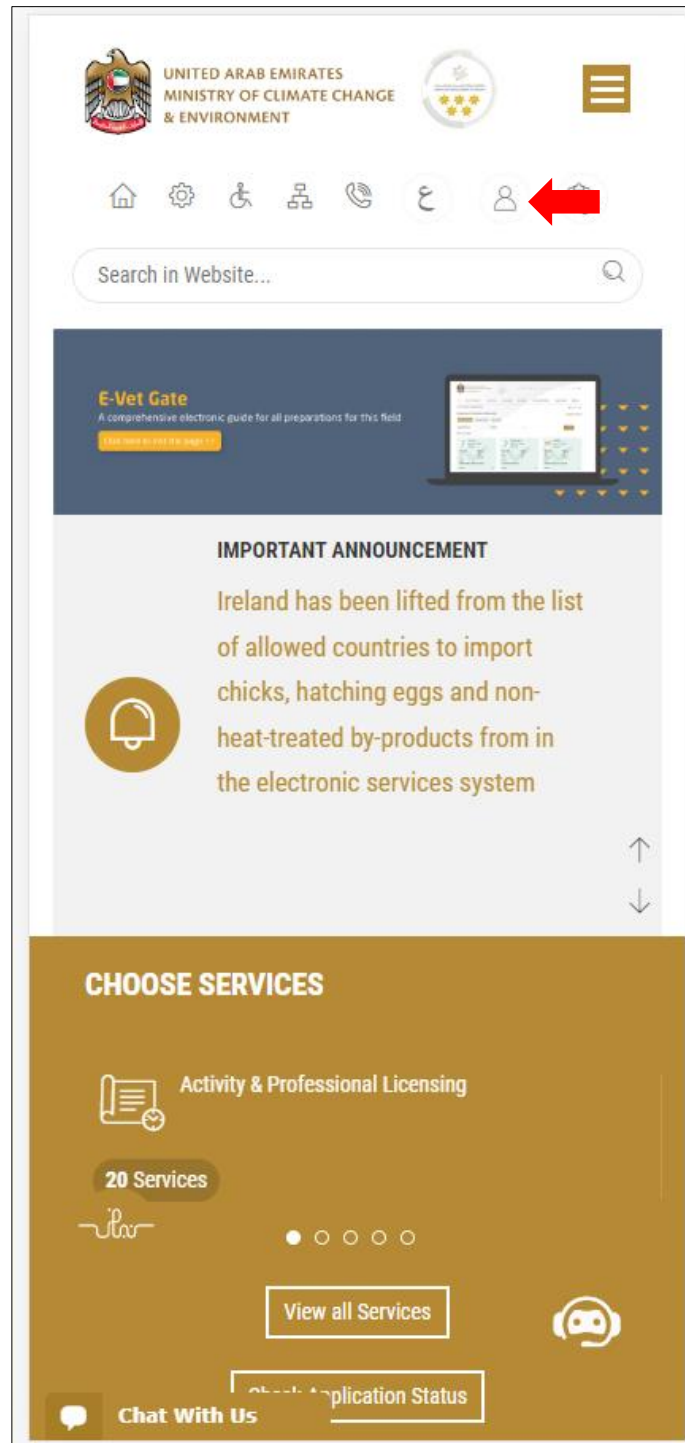 UNITED ARAB EMIRATES
MINISTRY OF CLIMATE CHANGE
& ENVIRONMENT
ع
Search in Website...
E-Vet Gate
A comprehensive electronic guide for all preparations for this field
IMPORTANT ANNOUNCEMENT
Ireland has been lifted from the list
of allowed countries to import
chicks, hatching eggs and non-
heat-treated by-products from in
the electronic services system
CHOOSE SERVICES
Activity & Professional Licensing
20 Services
View all Services
Application Status
Chat With Us